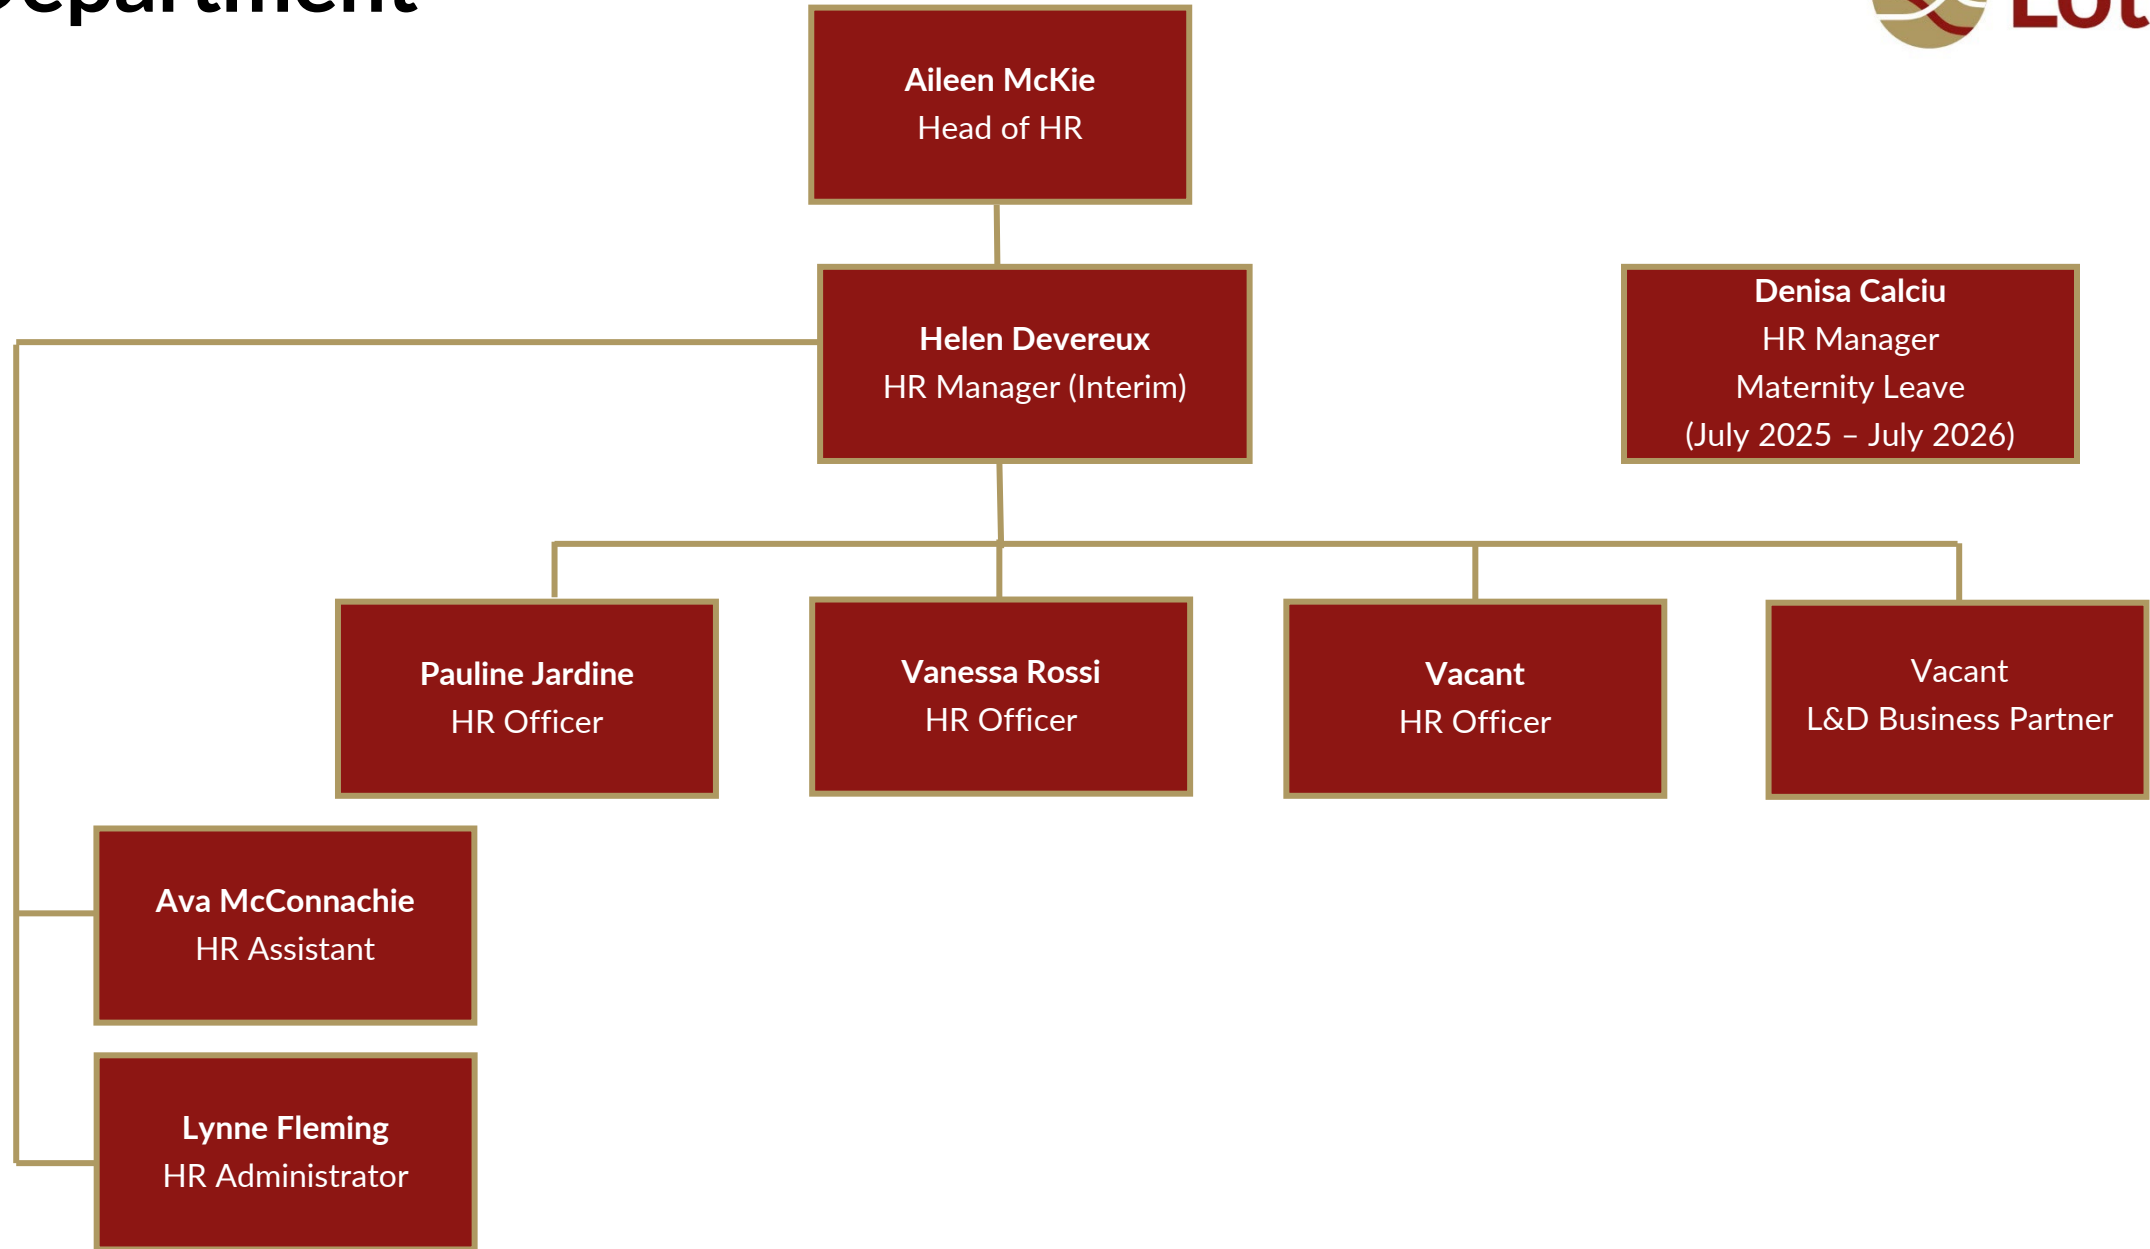 Department
Lot
Aileen McKie
Head of HR
Helen Devereux
HR Manager (Interim)
Denisa Calciu
HR Manager
Maternity Leave
(July 2025 – July 2026)
Pauline Jardine
HR Officer
Vanessa Rossi
HR Officer
Vacant
HR Officer
Vacant
L&D Business Partner
Ava McConnachie
HR Assistant
Lynne Fleming
HR Administrator